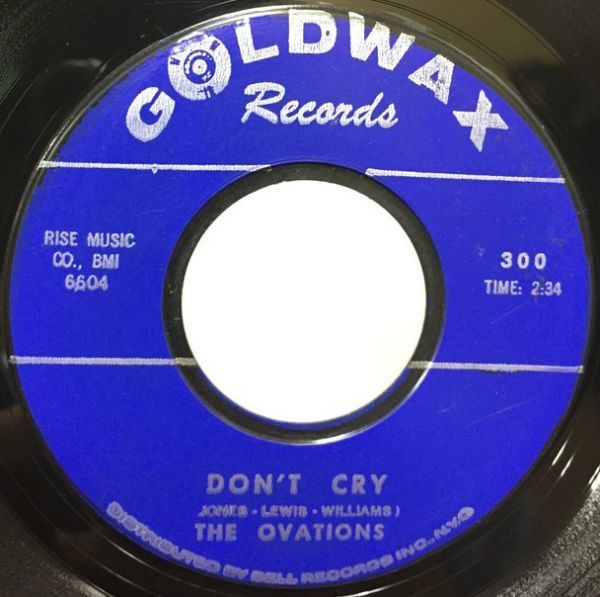 GOLDWAX
Records
RISE MUSIC
CO., BMI
6604
300
TIME: 2:34
DON'T CRY
JONES - LEWIS - WILLIAMS)
THE OVATIONS
DISTRIBUTED BY BELL RECORDS INC., N.Y.C.